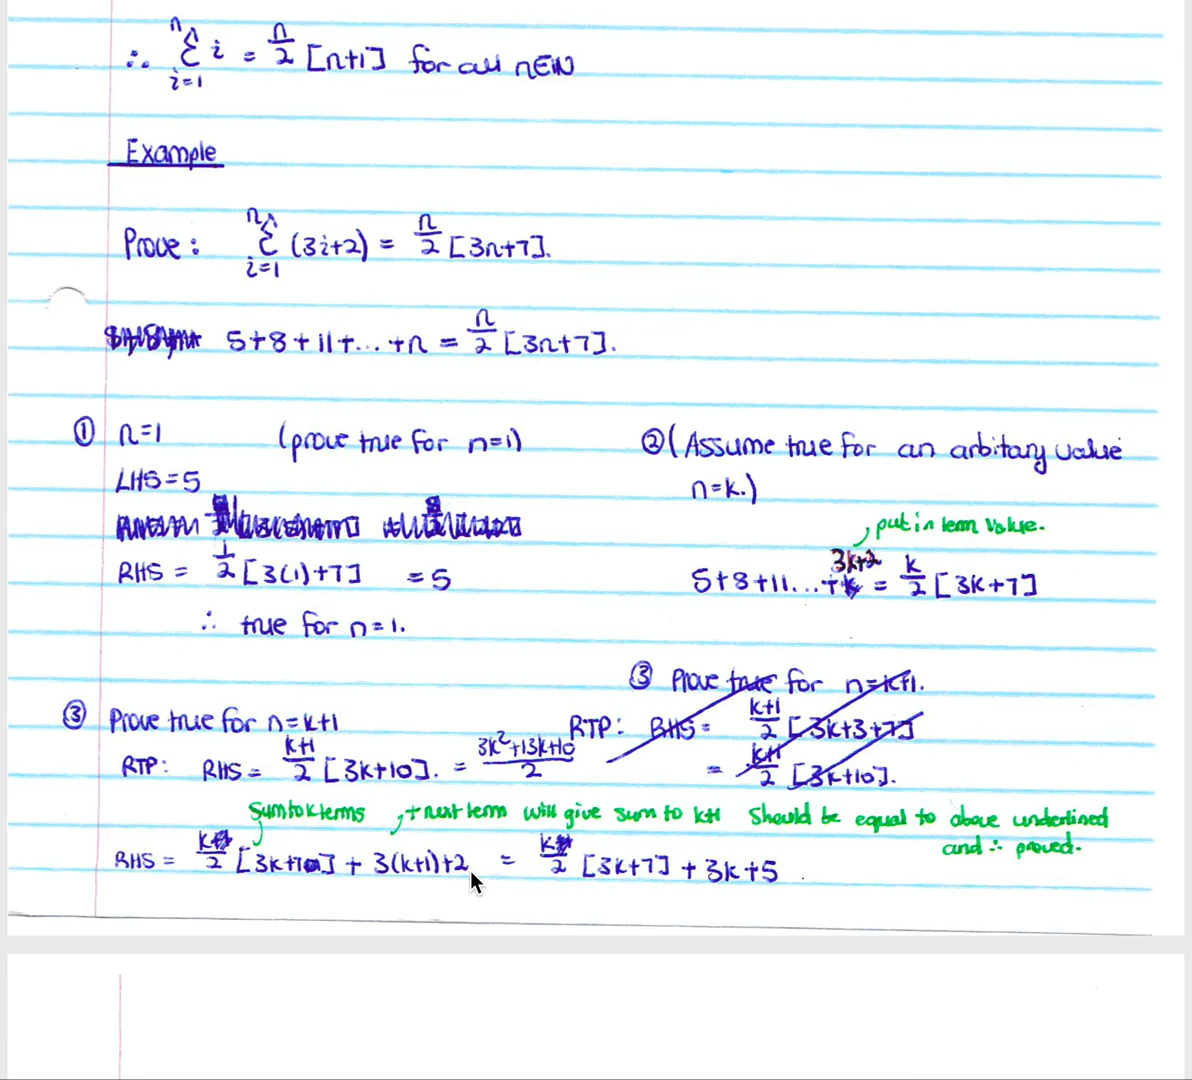 ∴ n Σ i=1 i = n/2 [n+1] for all n∈ℕ
Example
Prove: n Σ i=1 (3i+2) = n/2 [3n+7].
5+8+11+...+n = n/2 [3n+7].
① n=1 (prove true for n=1)
LHS=5
RHS = 1/2 [3(1)+7] =5
∴ true for n=1.
② (Assume true for an arbitary value
n=k.)
put in term value.
3k+2
5+8+11...+k = k/2 [3k+7]
③ Prove true for n=k+1.
RTP: RHS = k+1/2 [3k+3+7]
= k+1/2 [3k+10].
③ Prove true for n=k+1
RTP: RHS = k+1/2 [3k+10]. = 3k²+13k+10/2
Sum to k terms , + next term will give sum to k+1 Should be equal to above underlined
and ∴ proved.
RHS = k/2 [3k+7] + 3(k+1)+2 = k/2 [3k+7] + 3k+5